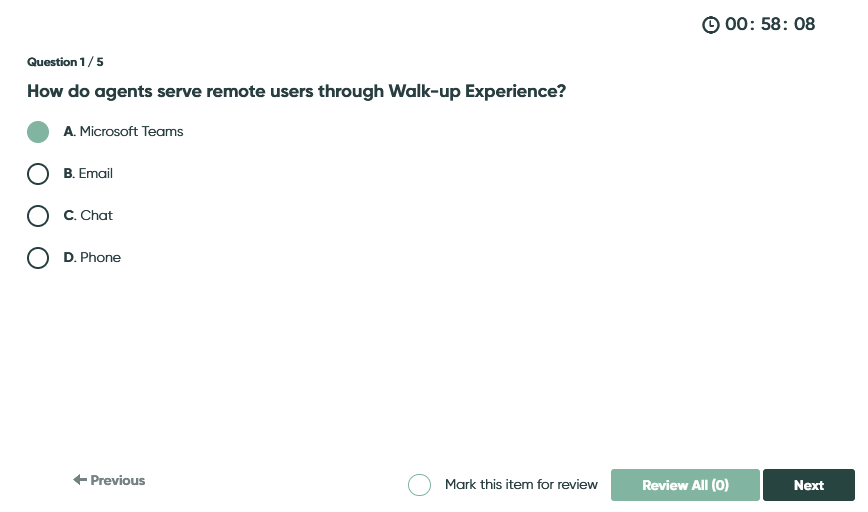 00: 58: 08
Question 1 / 5
How do agents serve remote users through Walk-up Experience?
A. Microsoft Teams
B. Email
C. Chat
D. Phone
Previous
Mark this item for review
Review All (0)
Next